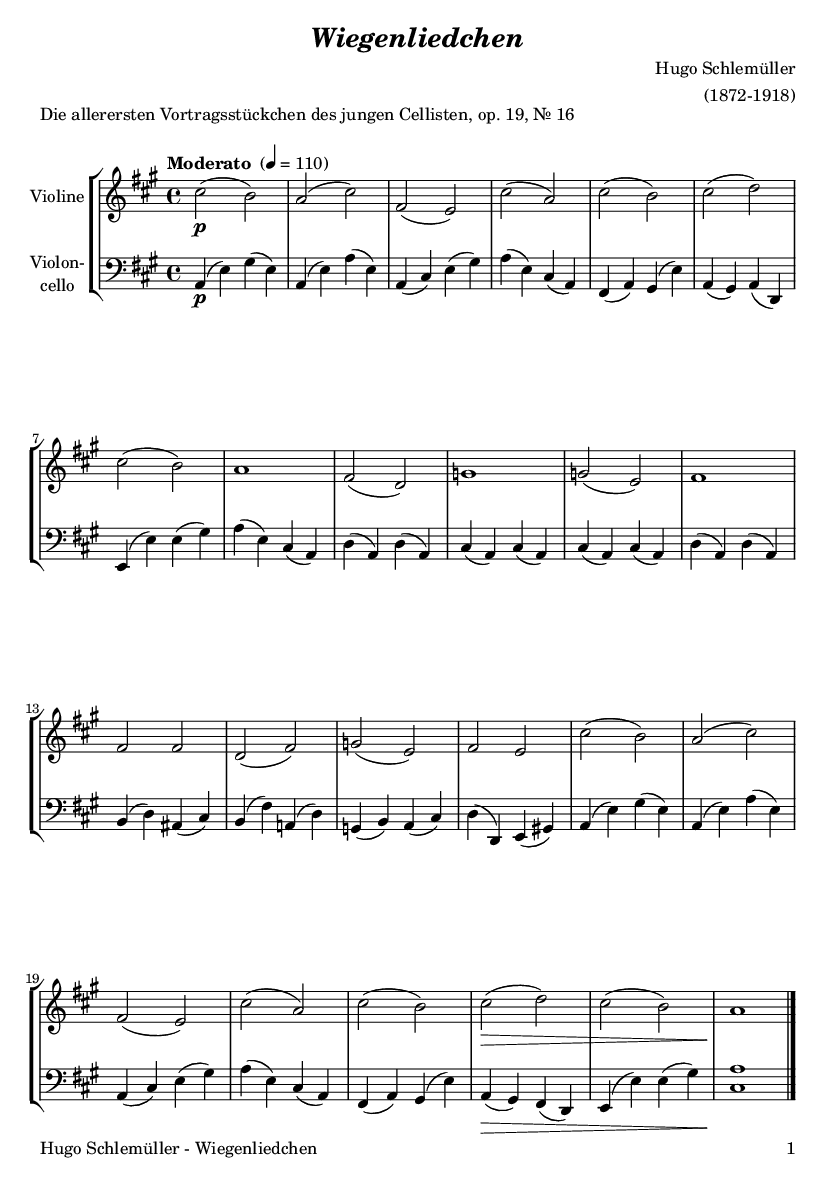 Wiegenliedchen
Hugo Schlemüller
(1872-1918)
Die allerersten Vortragsstückchen des jungen Cellisten, op. 19, № 16
Moderato (♩ = 110)
Violine
p
Violon-
cello
p
7
13
19
Hugo Schlemüller - Wiegenliedchen 1